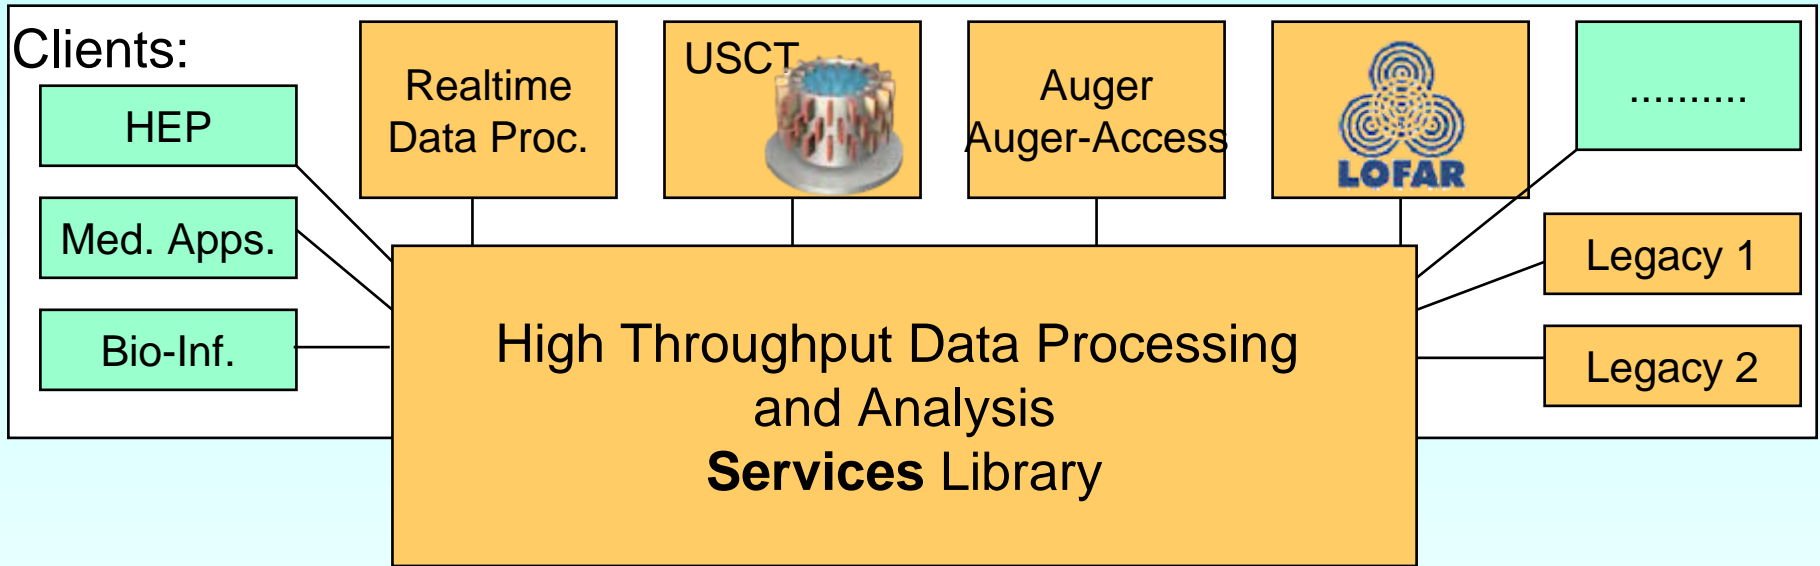 Clients:
HEP
Med. Apps.
Bio-Inf.
Realtime
Data Proc.
USCT
Auger
Auger-Access
LOFAR
..........
Legacy 1
Legacy 2
High Throughput Data Processing
and Analysis
Services Library